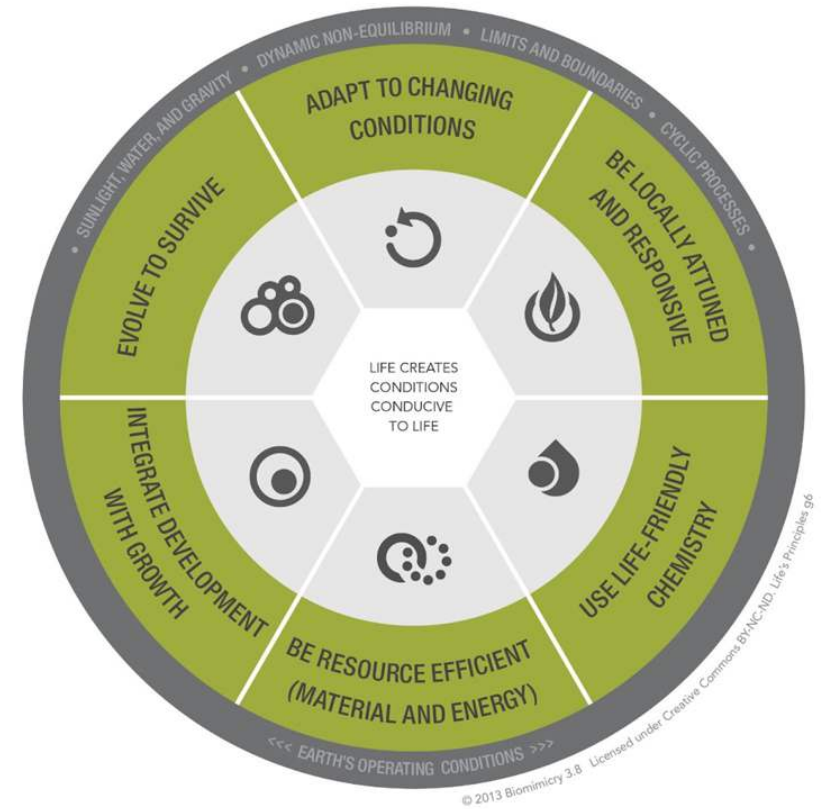 • SUNLIGHT, WATER, AND GRAVITY • DYNAMIC NON-EQUILIBRIUM • LIMITS AND BOUNDARIES • CYCLIC PROCESSES •
ADAPT TO CHANGING
CONDITIONS
BE LOCALLY ATTUNED
AND RESPONSIVE
USE LIFE-FRIENDLY
CHEMISTRY
BE RESOURCE EFFICIENT
(MATERIAL AND ENERGY)
INTEGRATE DEVELOPMENT
WITH GROWTH
EVOLVE TO SURVIVE
LIFE CREATES
CONDITIONS
CONDUCIVE
TO LIFE
<<< EARTH'S OPERATING CONDITIONS >>>
© 2013 Biomimicry 3.8 Licensed under Creative Commons BY-NC-ND. Life's Principles g6